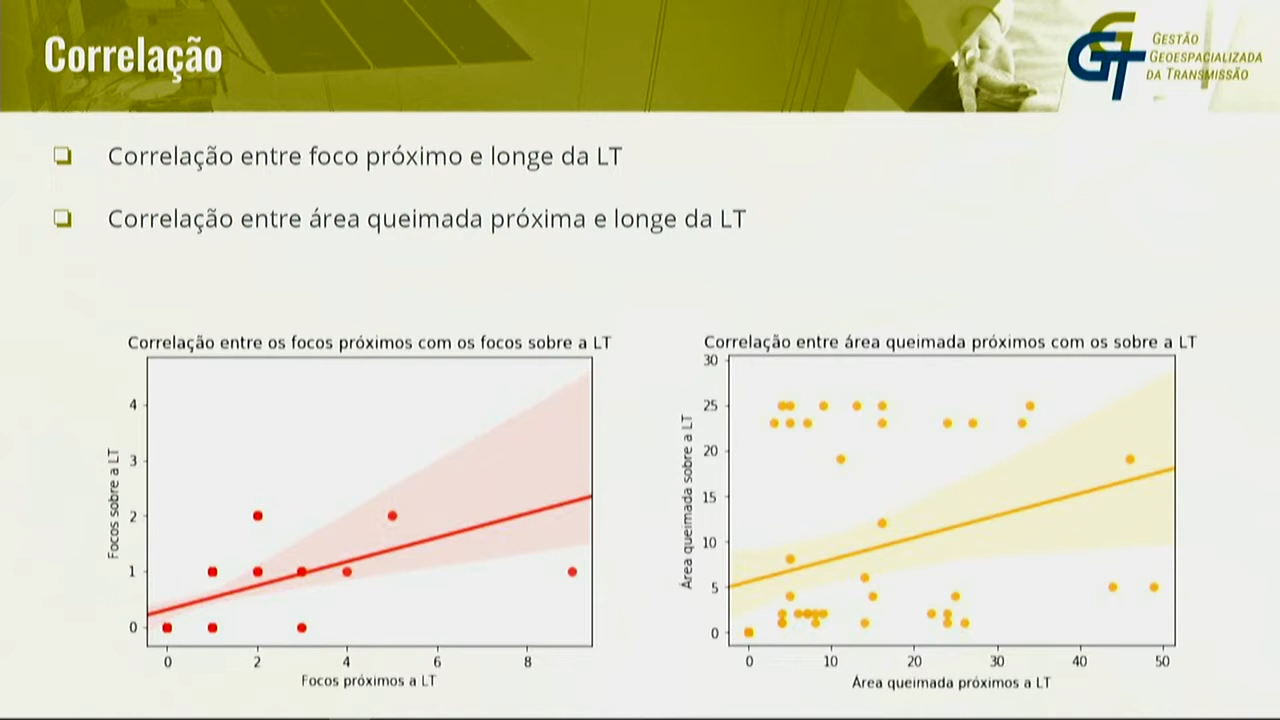 Correlação
GESTÃO
GEOESPACIALIZADA
DA TRANSMISSÃO
Correlação entre foco próximo e longe da LT
Correlação entre área queimada próxima e longe da LT
Correlação entre os focos próximos com os focos sobre a LT
Focos sobre a LT
4
3
2
1
0
0 2 4 6 8
Focos próximos a LT
Correlação entre área queimada próximos com os sobre a LT
Área queimada sobre a LT
30
25
20
15
10
5
0
0 10 20 30 40 50
Área queimada próximos a LT